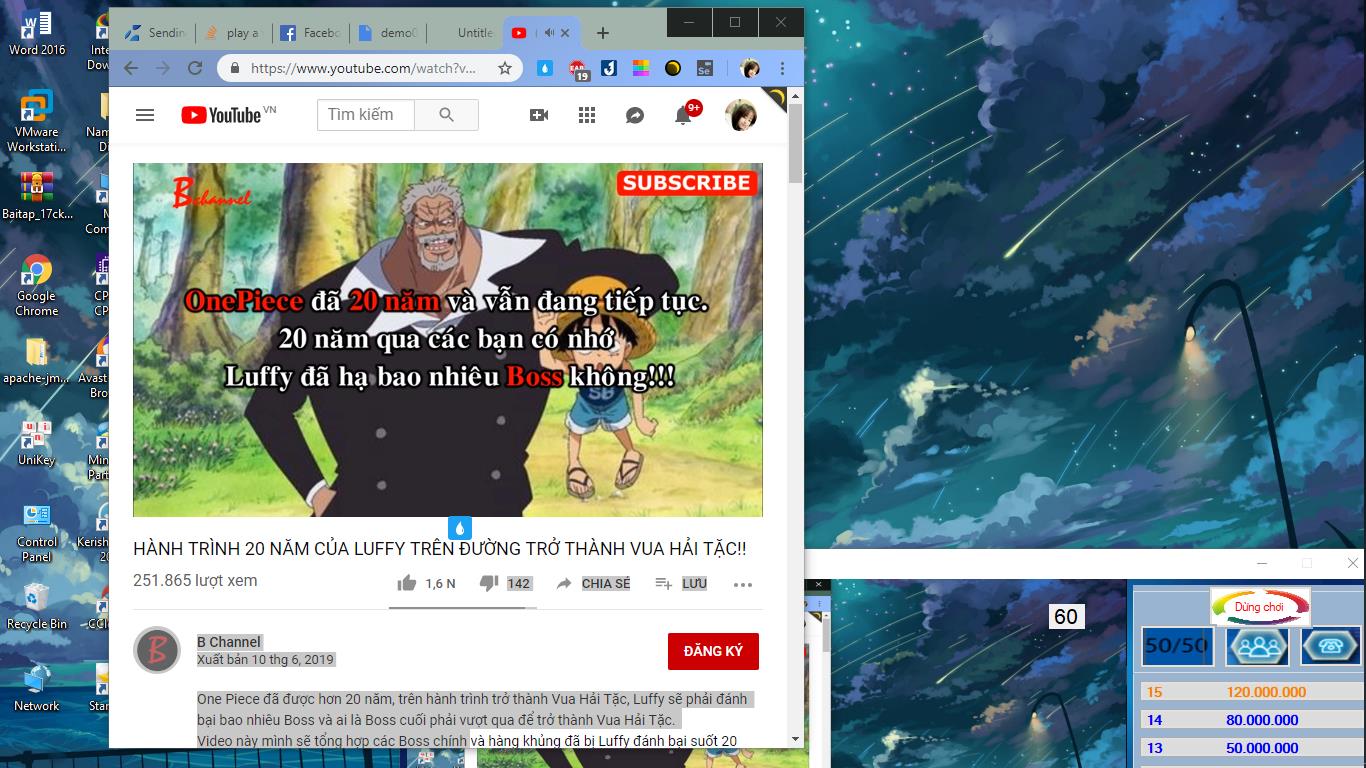 Word 2016
VMware
Workstati...
Baitap_17ck...
Google
Chrome
apache-jm...
UniKey
Control
Panel
Recycle Bin
Network
Sendin
play a
Facebo
Untitle
https://www.youtube.com/watch?v...
19
YouTube VN
Tìm kiếm
9+
Bchannel
SUBSCRIBE
OnePiece đã 20 năm và vẫn đang tiếp tục.
20 năm qua các bạn có nhớ
Luffy đã hạ bao nhiêu Boss không!!!
HÀNH TRÌNH 20 NĂM CỦA LUFFY TRÊN ĐƯỜNG TRỞ THÀNH VUA HẢI TẶC!!
251.865 lượt xem
1,6 N
142
CHIA SẺ
LƯU
B Channel
Xuất bản 10 thg 6, 2019
ĐĂNG KÝ
One Piece đã được hơn 20 năm, trên hành trình trở thành Vua Hải Tặc, Luffy sẽ phải đánh
bại bao nhiêu Boss và ai là Boss cuối phải vượt qua để trở thành Vua Hải Tặc.
Video này mình sẽ tổng hợp các Boss chính và hàng khủng đã bị Luffy đánh bại suốt 20
60
Dừng chơi
50/50
15 120.000.000
14 80.000.000
13 50.000.000